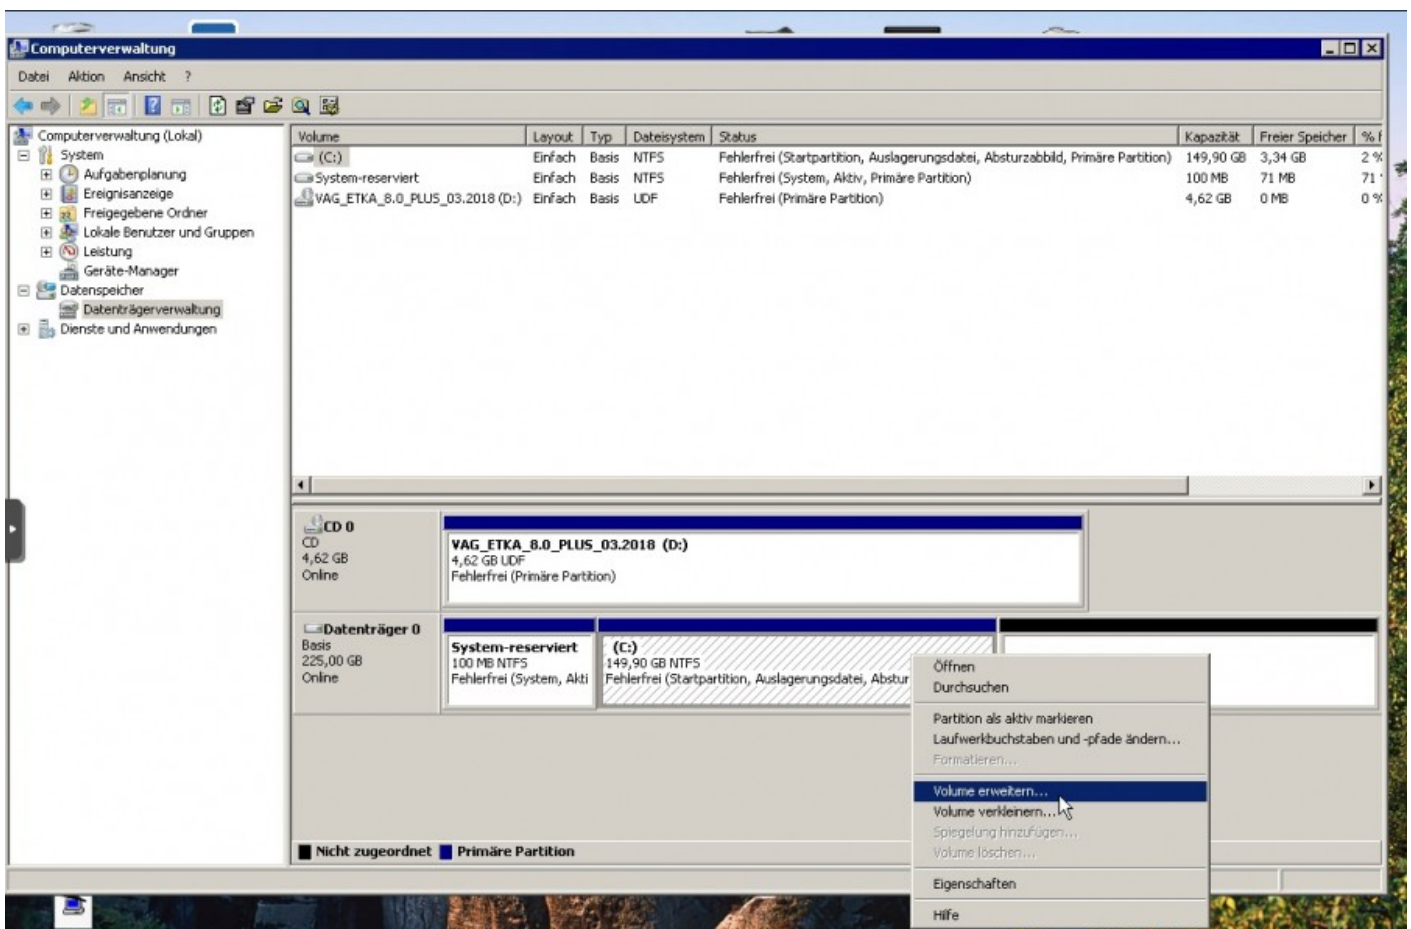 Computerverwaltung
Datei Aktion Ansicht ?
Computerverwaltung (Lokal)
System
Aufgabenplanung
Ereignisanzeige
Freigegebene Ordner
Lokale Benutzer und Gruppen
Leistung
Geräte-Manager
Datenspeicher
Datenträgerverwaltung
Dienste und Anwendungen
Volume Layout Typ Dateisystem Status Kapazität Freier Speicher % f
(C:) Einfach Basis NTFS Fehlerfrei (Startpartition, Auslagerungsdatei, Absturzabbild, Primäre Partition) 149,90 GB 3,34 GB 2 %
System-reserviert Einfach Basis NTFS Fehlerfrei (System, Aktiv, Primäre Partition) 100 MB 71 MB 71
VAG_ETKA_8.0_PLUS_03.2018 (D:) Einfach Basis UDF Fehlerfrei (Primäre Partition) 4,62 GB 0 MB 0 %
CD 0
CD
4,62 GB
Online
VAG_ETKA_8.0_PLUS_03.2018 (D:)
4,62 GB UDF
Fehlerfrei (Primäre Partition)
Datenträger 0
Basis
225,00 GB
Online
System-reserviert
100 MB NTFS
Fehlerfrei (System, Akti
(C:)
149,90 GB NTFS
Fehlerfrei (Startpartition, Auslagerungsdatei, Abstur
Öffnen
Durchsuchen
Partition als aktiv markieren
Laufwerkbuchstaben und -pfade ändern...
Formatieren...
Volume erweitern...
Volume verkleinern...
Spiegelung hinzufügen...
Volume löschen...
Eigenschaften
Hilfe
Nicht zugeordnet Primäre Partition